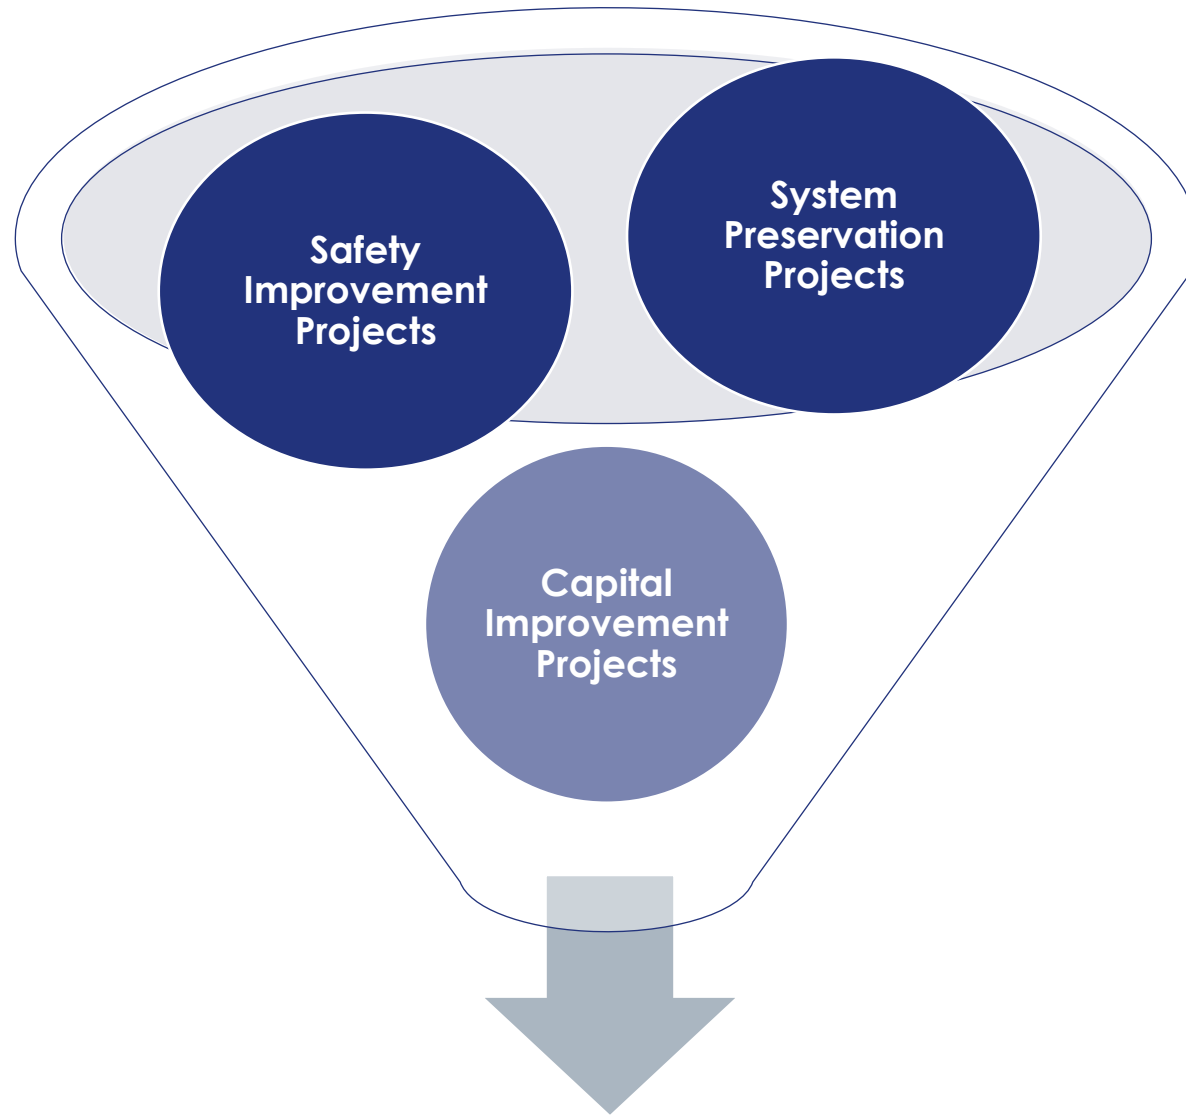 Safety
Improvement
Projects
System
Preservation
Projects
Capital
Improvement
Projects